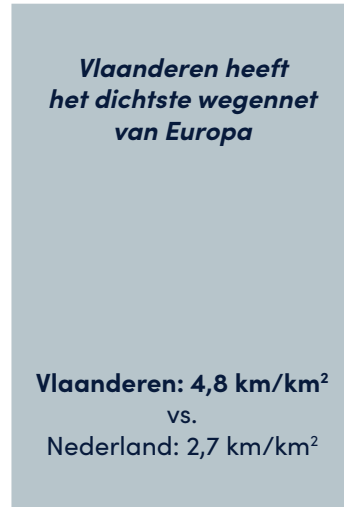 Vlaanderen heeft
het dichtste wegennet
van Europa
Vlaanderen: 4,8 km/km²
vs.
Nederland: 2,7 km/km²